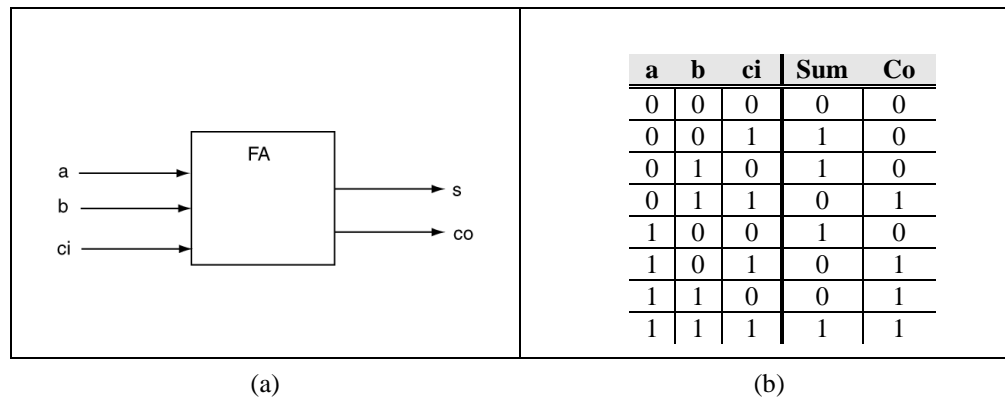 FA
a
b
ci
s
co
a b ci Sum Co
0 0 0 0 0
0 0 1 1 0
0 1 0 1 0
0 1 1 0 1
1 0 0 1 0
1 0 1 0 1
1 1 0 0 1
1 1 1 1 1
(a)
(b)